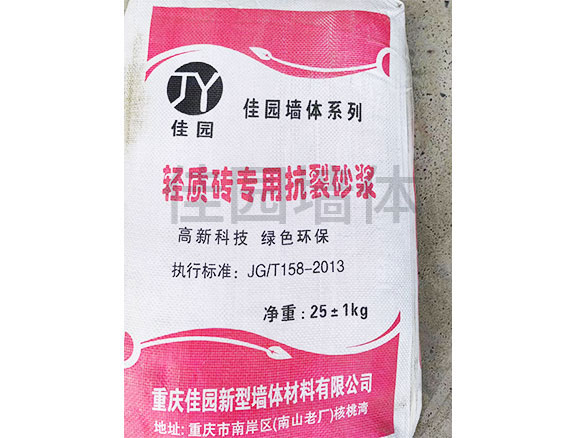 JY
佳园
佳园墙体系列
轻质砖专用抗裂砂浆
佳园墙体
高新科技 绿色环保
执行标准：JG/T158-2013
净重：25±1kg
重庆佳园新型墙体材料有限公司
地址：重庆市南岸区(南山老厂)核桃湾